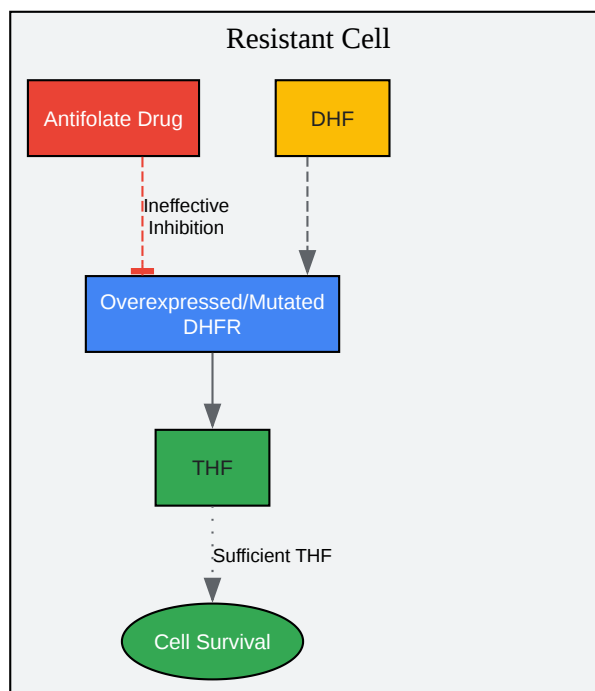 Resistant Cell
Antifolate Drug
DHF
Ineffective
Inhibition
Overexpressed/Mutated
DHFR
THF
Sufficient THF
Cell Survival